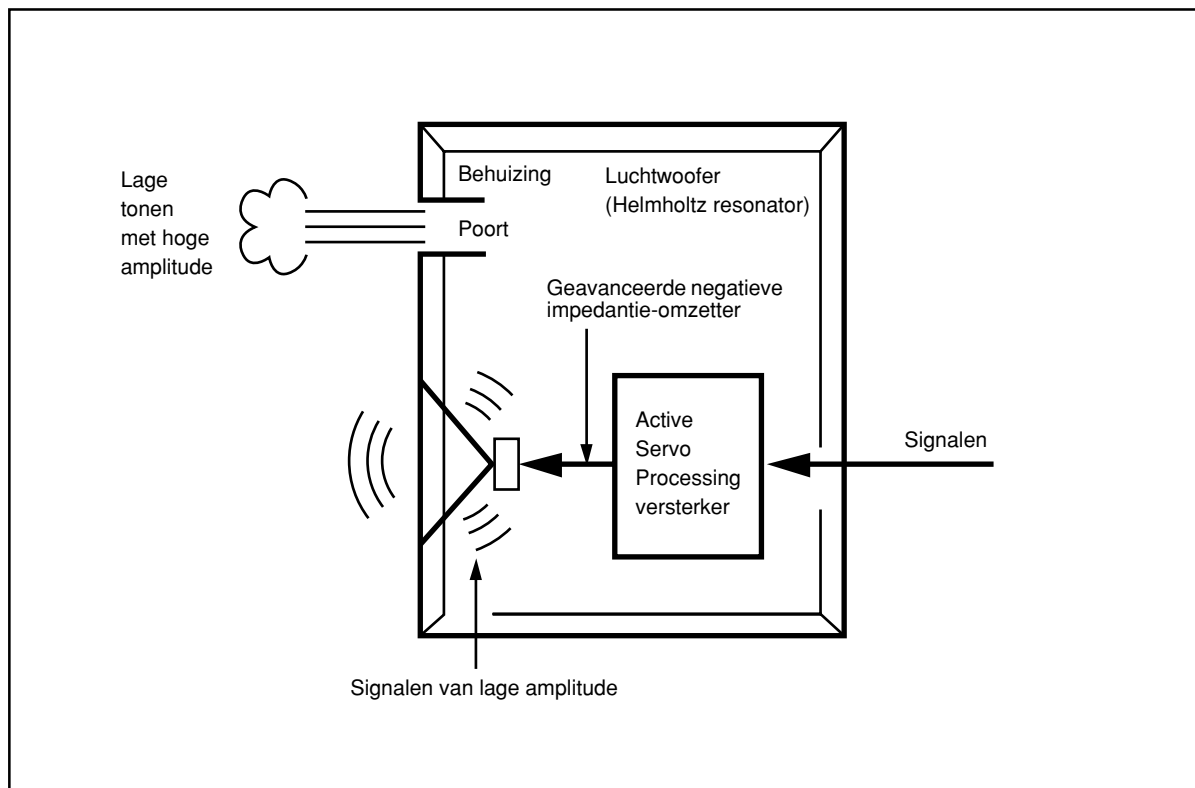 Lage
tonen
met hoge
amplitude
Behuizing
Poort
Luchtwoofer
(Helmholtz resonator)
Geavanceerde negatieve
impedantie-omzetter
Active
Servo
Processing
versterker
Signalen
Signalen van lage amplitude